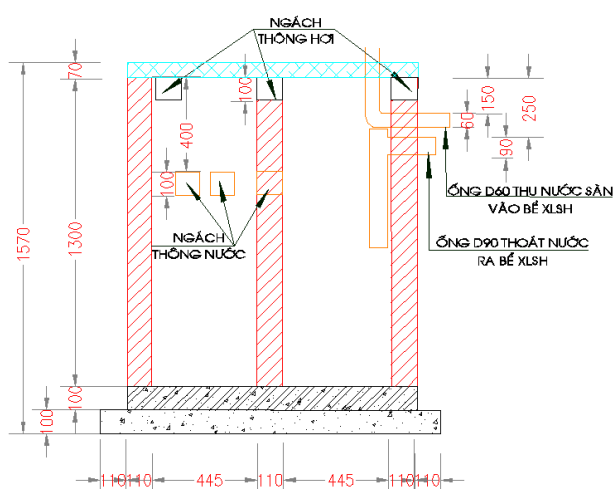 NGÁCH
THÔNG HƠI
70
100
400
150
250
60
90
100
ỐNG D60 THU NƯỚC SÀN
VÀO BỂ XLSH
NGÁCH
THÔNG NƯỚC
ỐNG D90 THOÁT NƯỚC
RA BỂ XLSH
1570
1300
100
100
110 110 445 110 445 110 110